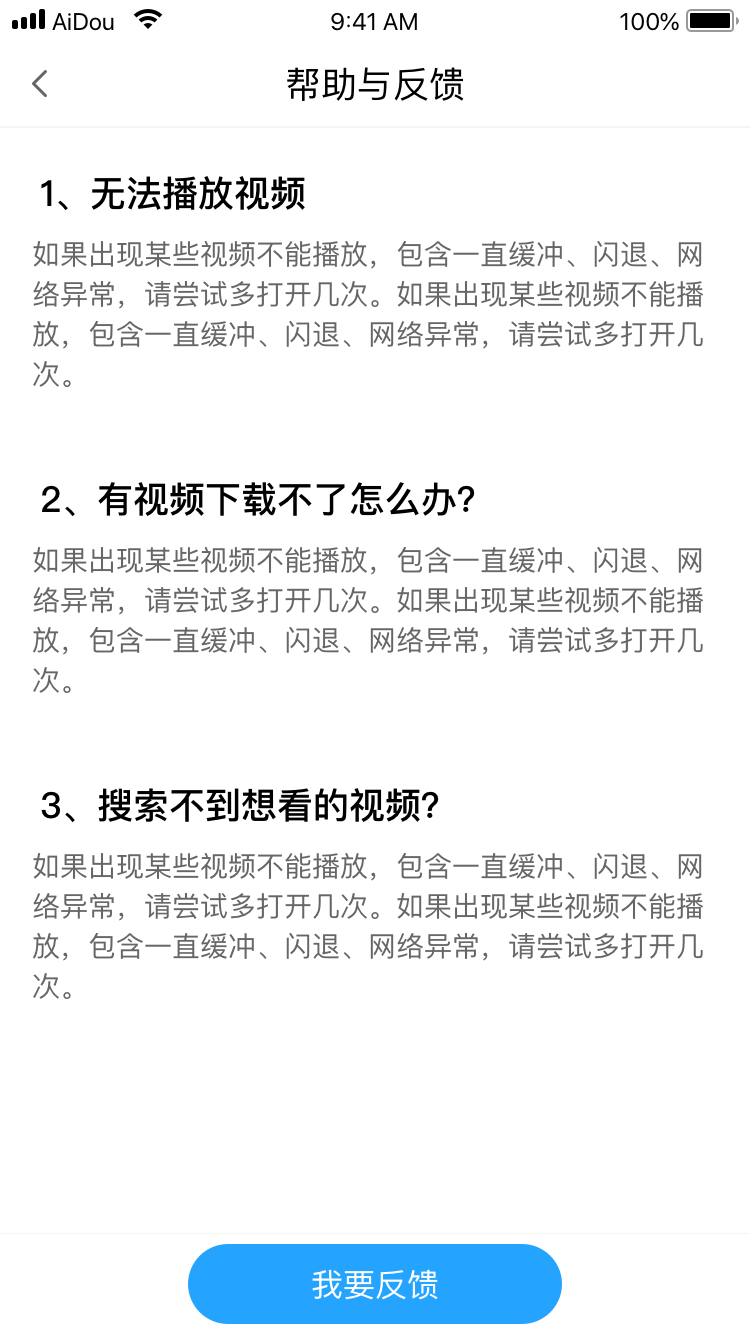 AiDou 9:41 AM 100%
帮助与反馈
1、无法播放视频
如果出现某些视频不能播放，包含一直缓冲、闪退、网
络异常，请尝试多打开几次。如果出现某些视频不能播
放，包含一直缓冲、闪退、网络异常，请尝试多打开几
次。
2、有视频下载不了怎么办?
如果出现某些视频不能播放，包含一直缓冲、闪退、网
络异常，请尝试多打开几次。如果出现某些视频不能播
放，包含一直缓冲、闪退、网络异常，请尝试多打开几
次。
3、搜索不到想看的视频?
如果出现某些视频不能播放，包含一直缓冲、闪退、网
络异常，请尝试多打开几次。如果出现某些视频不能播
放，包含一直缓冲、闪退、网络异常，请尝试多打开几
次。
我要反馈